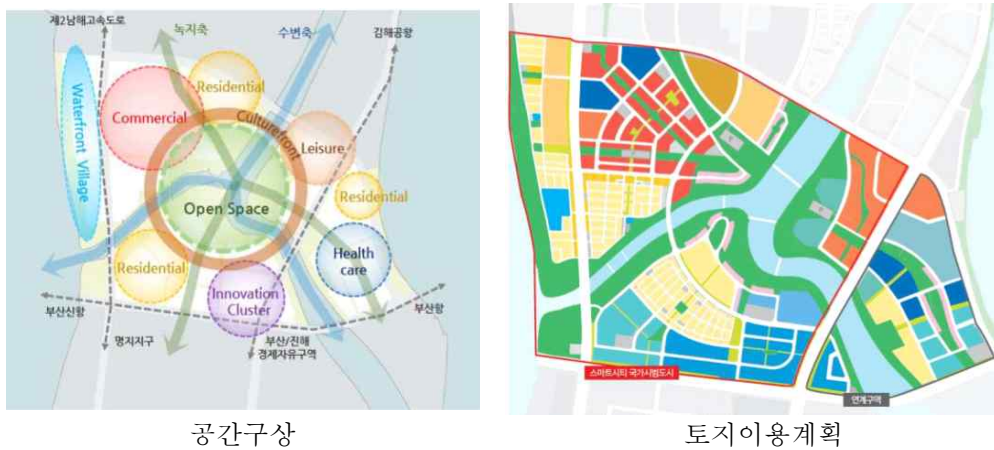 제2남해고속도로
녹지축
수변축
김해공항
Residential
Waterfront Village
Commercial
Culturefront
Leisure
Residential
Open Space
Residential
Health
care
Innovation
Cluster
부산신항
명지지구
부산/진해
경제자유구역
부산항
공간구상
스마트시티 국가시범도시
연계구역
토지이용계획